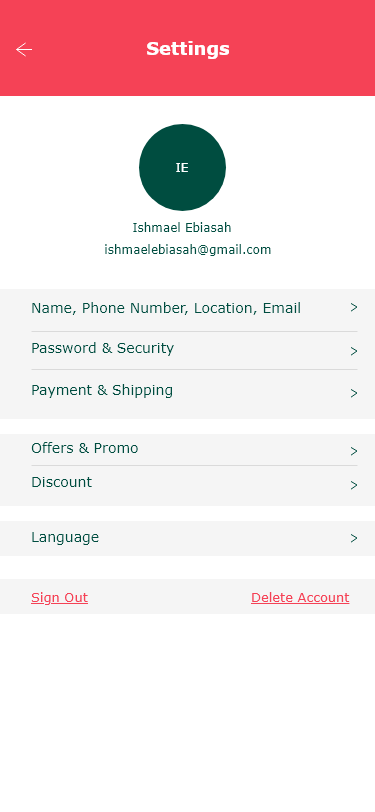 Settings
IE
Ishmael Ebiasah
ishmaelebiasah@gmail.com
Name, Phone Number, Location, Email
Password & Security
Payment & Shipping
Offers & Promo
Discount
Language
Sign Out Delete Account